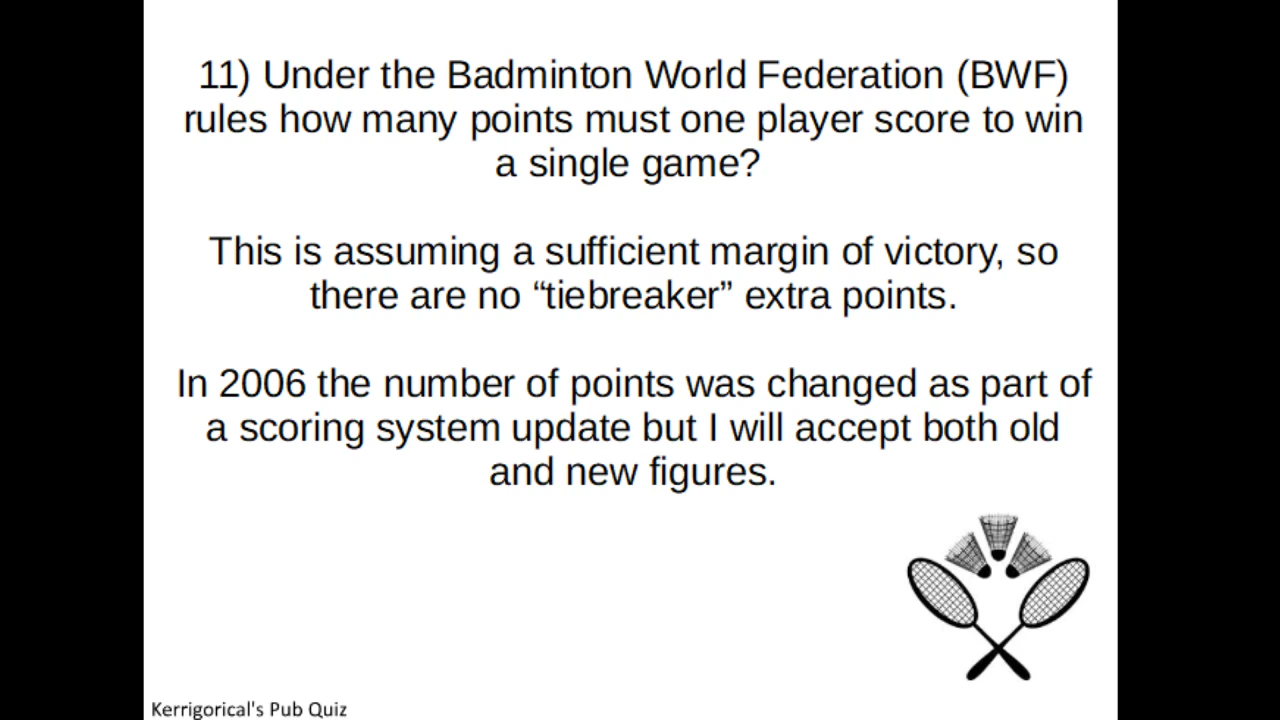 11) Under the Badminton World Federation (BWF)
rules how many points must one player score to win
a single game?
This is assuming a sufficient margin of victory, so
there are no “tiebreaker” extra points.
In 2006 the number of points was changed as part of
a scoring system update but I will accept both old
and new figures.
Kerrigorical's Pub Quiz